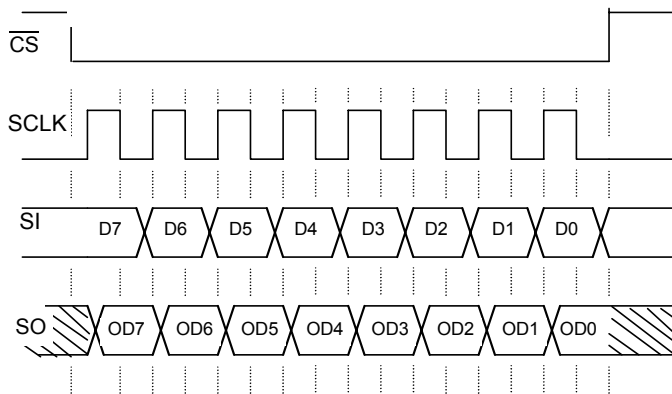 CS
SCLK
SI D7 D6 D5 D4 D3 D2 D1 D0
SO OD7 OD6 OD5 OD4 OD3 OD2 OD1 OD0